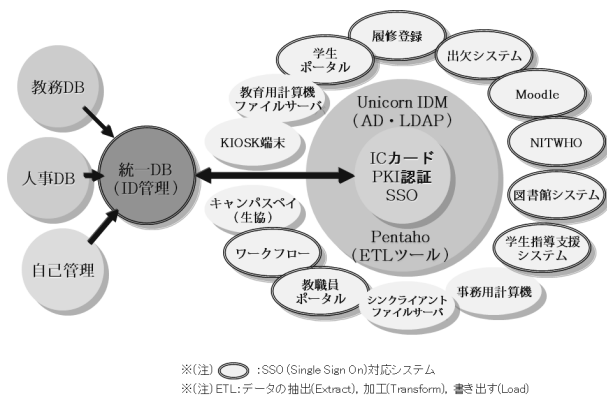 教務DB
人事DB
自己管理
統一DB
(ID管理)
学生
ポータル
履修登録
出欠システム
Moodle
NITWHO
図書館システム
学生指導支援
システム
事務用計算機
シンクライアント
ファイルサーバ
教職員
ポータル
ワークフロー
キャンパスペイ
(生協)
KIOSK端末
教育用計算機
ファイルサーバ
Unicorn IDM
(AD・LDAP)
ICカード
PKI認証
SSO
Pentaho
(ETLツール)
※(注) :SSO (Single Sign On)対応システム
※(注) ETL:データの抽出(Extract), 加工(Transform), 書き出す(Load)